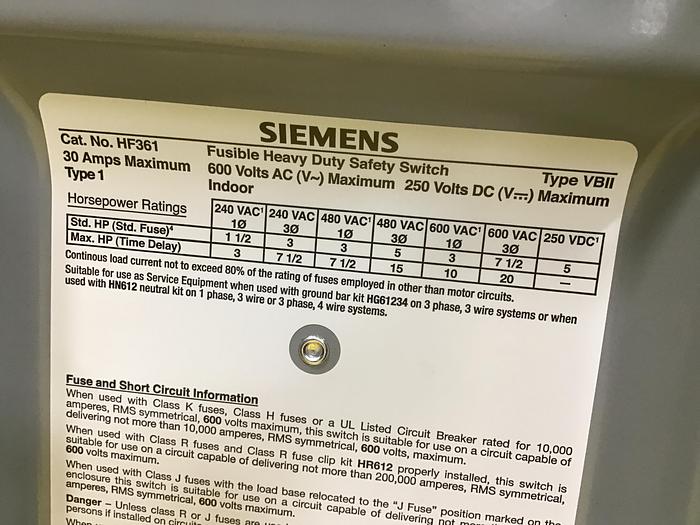 SIEMENS
Cat. No. HF361
Fusible Heavy Duty Safety Switch
Type VBII
30 Amps Maximum
600 Volts AC (V~) Maximum 250 Volts DC (V⎓) Maximum
Type 1
Indoor
Horsepower Ratings
240 VAC¹ 1Ø 240 VAC 3Ø 480 VAC¹ 1Ø 480 VAC 3Ø 600 VAC¹ 1Ø 600 VAC 3Ø 250 VDC¹
Std. HP (Std. Fuse)⁴ 1 1/2 3 3 5 3 7 1/2 5
Max. HP (Time Delay) 3 7 1/2 7 1/2 15 10 20 —
Continous load current not to exceed 80% of the rating of fuses employed in other than motor circuits.
Suitable for use as Service Equipment when used with ground bar kit HG61234 on 3 phase, 3 wire systems or when
used with HN612 neutral kit on 1 phase, 3 wire or 3 phase, 4 wire systems.
Fuse and Short Circuit Information
When used with Class K fuses, Class H fuses or a UL Listed Circuit Breaker rated for 10,000
amperes, RMS symmetrical, 600 volts maximum, this switch is suitable for use on a circuit capable of
delivering not more than 10,000 amperes, RMS symmetrical, 600 volts, maximum.
When used with Class R fuses and Class R fuse clip kit HR612 properly installed, this switch is
suitable for use on a circuit capable of delivering not more than 200,000 amperes, RMS symmetrical,
600 volts maximum.
When used with Class J fuses with the load base relocated to the "J Fuse" position marked on the
enclosure this switch is suitable for use on a circuit capable of delivering not
amperes, RMS symmetrical, 600 volts maximum.
Danger – Unless class R or J fuses are
persons if installed on
When